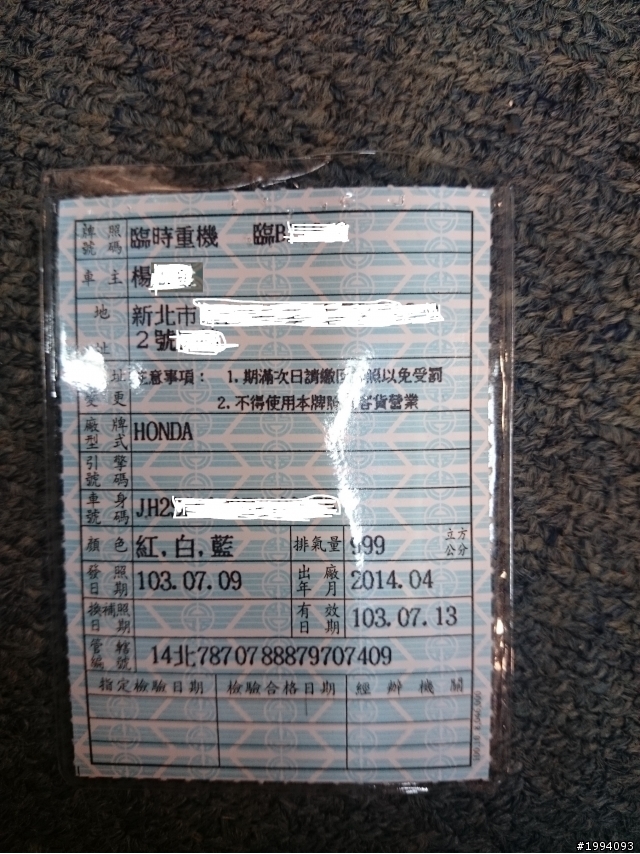 牌照號碼 臨時重機 臨B
車主 楊
地址 新北市
2號
變更 注意事項： 1. 期滿次日請繳回 照以免受罰
2. 不得使用本牌照 客貨營業
廠牌型式 HONDA
引擎號碼
車身號碼 JH2
顏色 紅,白,藍 排氣量 999 立方公分
發照日期 103.07.09 出廠年月 2014.04
換補照日期 有效日期 103.07.13
管轄編號 14北7870788879707409
指定檢驗日期 檢驗合格日期 經辦機關
#1994093